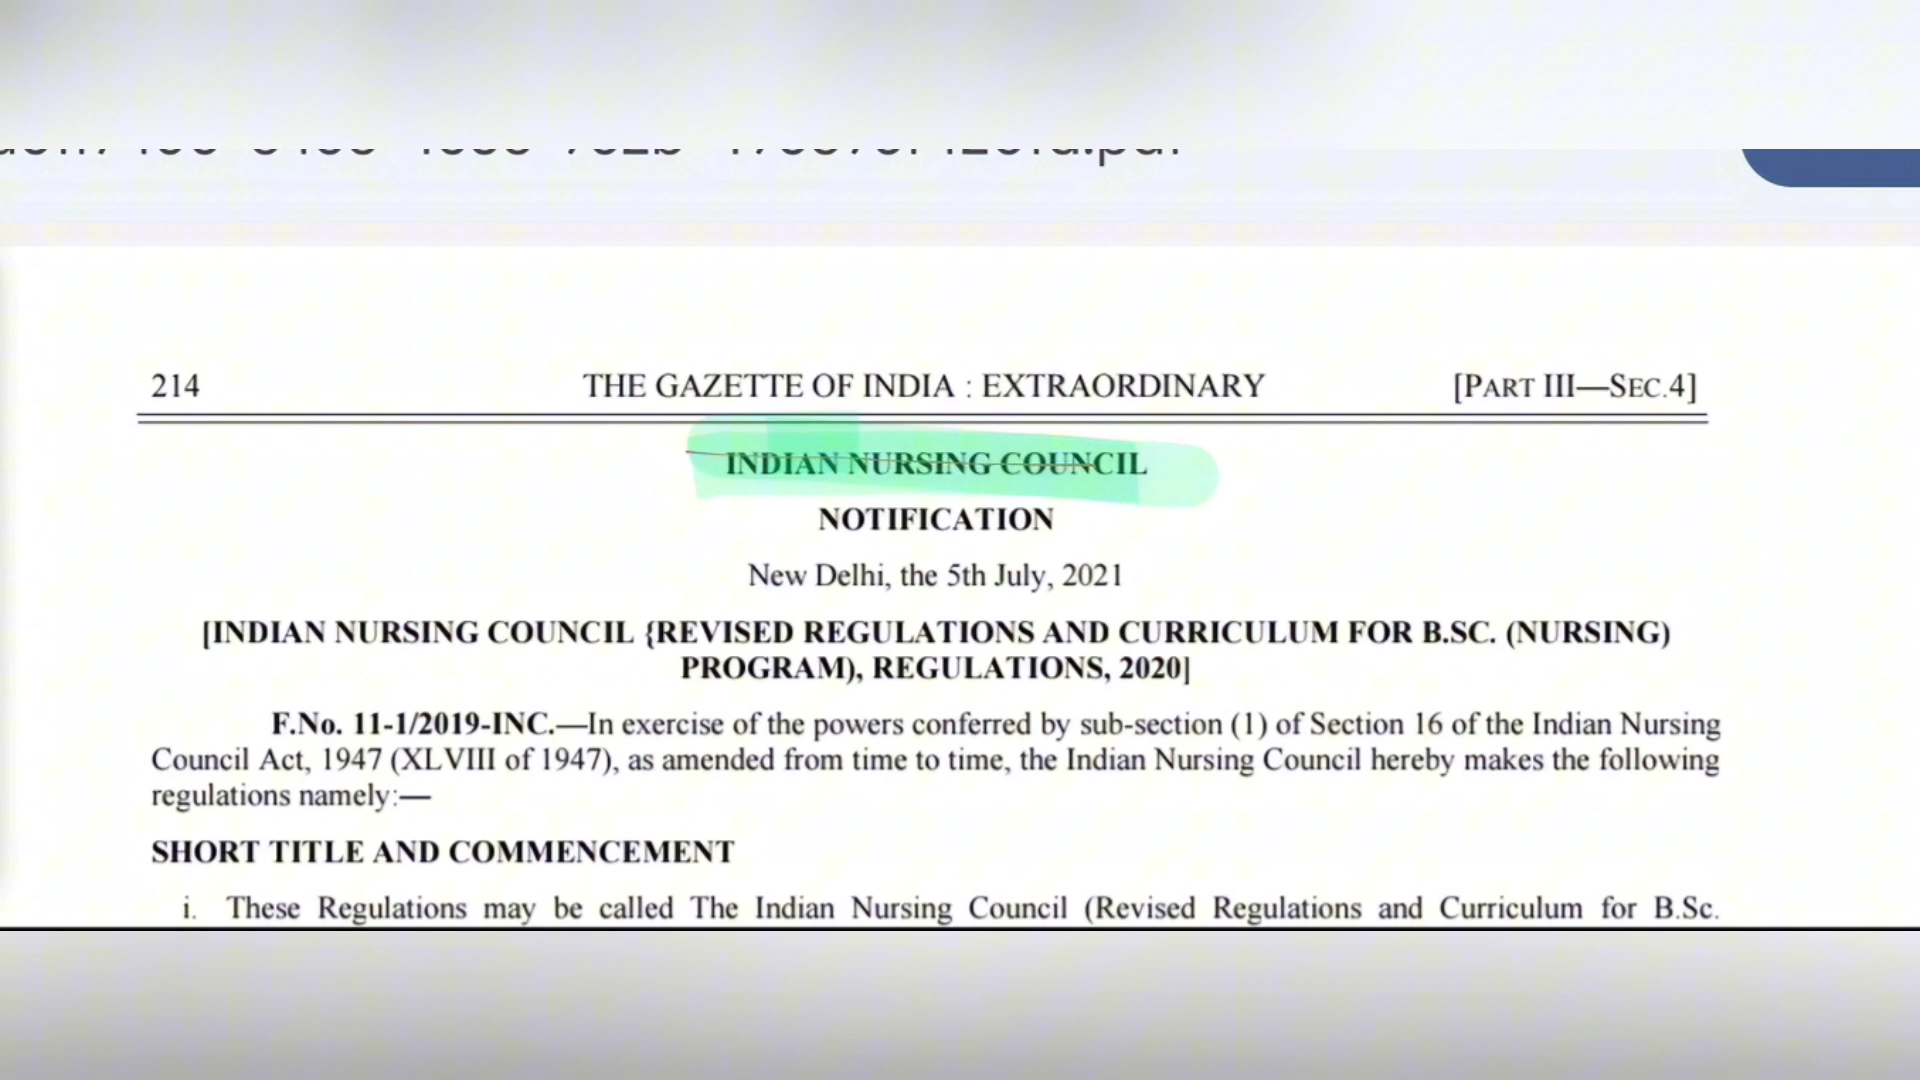 214 THE GAZETTE OF INDIA : EXTRAORDINARY [PART III—SEC.4]
INDIAN NURSING COUNCIL
NOTIFICATION
New Delhi, the 5th July, 2021
[INDIAN NURSING COUNCIL {REVISED REGULATIONS AND CURRICULUM FOR B.SC. (NURSING)
PROGRAM), REGULATIONS, 2020]
F.No. 11-1/2019-INC.—In exercise of the powers conferred by sub-section (1) of Section 16 of the Indian Nursing
Council Act, 1947 (XLVIII of 1947), as amended from time to time, the Indian Nursing Council hereby makes the following
regulations namely:—
SHORT TITLE AND COMMENCEMENT
i. These Regulations may be called The Indian Nursing Council (Revised Regulations and Curriculum for B.Sc.